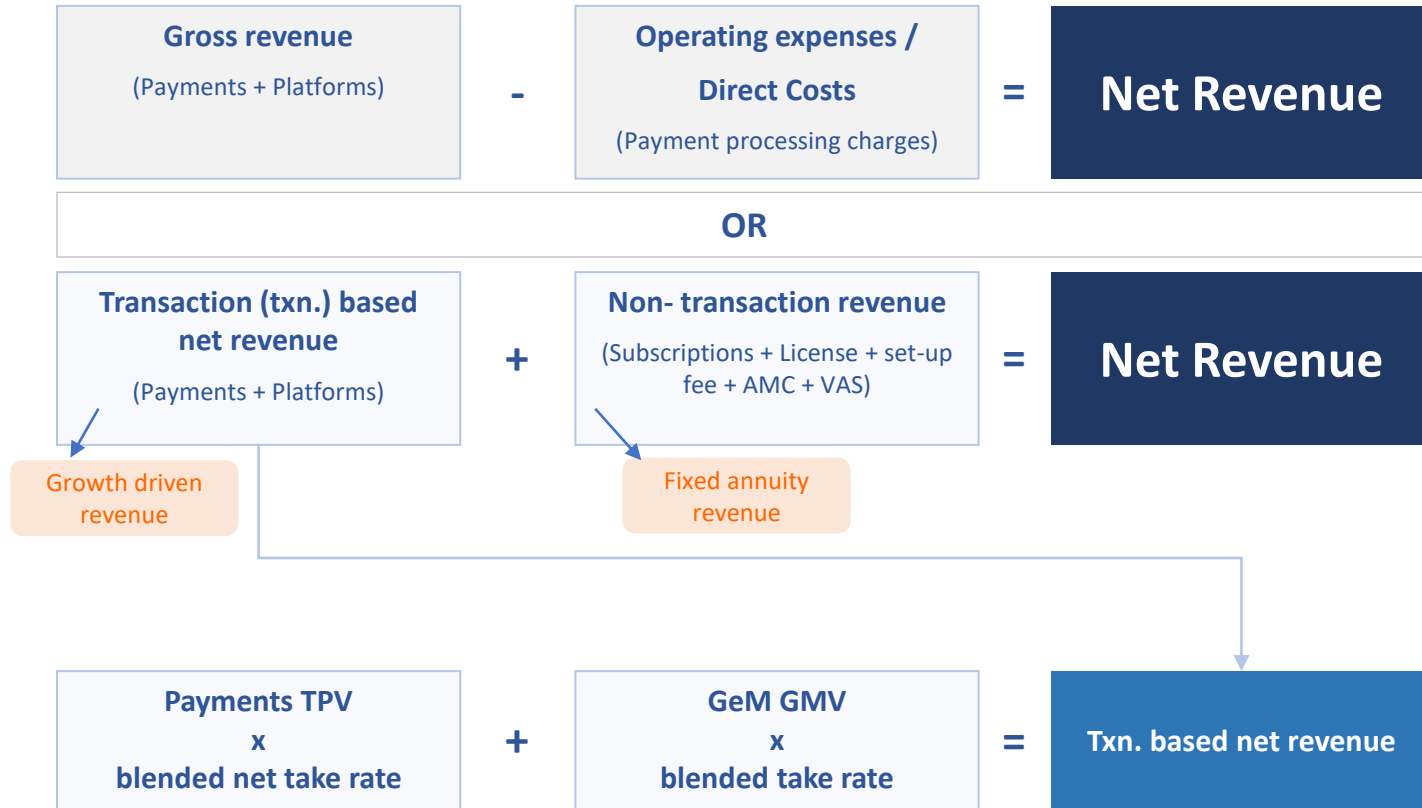 Gross revenue
(Payments + Platforms)
-
Operating expenses /
Direct Costs
(Payment processing charges)
=
Net Revenue
OR
Transaction (txn.) based
net revenue
(Payments + Platforms)
+
Non- transaction revenue
(Subscriptions + License + set-up
fee + AMC + VAS)
=
Net Revenue
Growth driven
revenue
Fixed annuity
revenue
Payments TPV
x
blended net take rate
+
GeM GMV
x
blended take rate
=
Txn. based net revenue